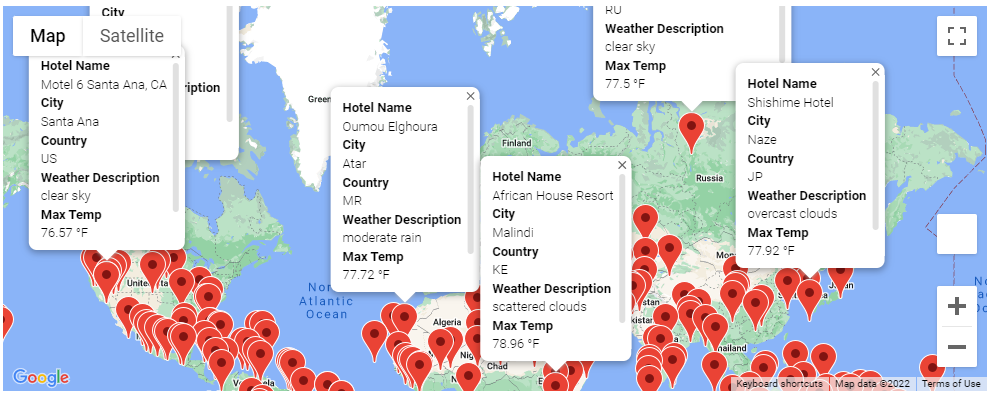 Map
Satellite
City
ription
Hotel Name
Motel 6 Santa Ana, CA
City
Santa Ana
Country
US
Weather Description
clear sky
Max Temp
76.57 °F
Hotel Name
Oumou Elghoura
City
Atar
Country
MR
Weather Description
moderate rain
Max Temp
77.72 °F
Hotel Name
African House Resort
City
Malindi
Country
KE
Weather Description
scattered clouds
Max Temp
78.96 °F
RU
Weather Description
clear sky
Max Temp
77.5 °F
Hotel Name
Shishime Hotel
City
Naze
Country
JP
Weather Description
overcast clouds
Max Temp
77.92 °F
Green
Finland
Russia
United
Atlantic
Ocean
Algeria
Chad
Thailand
Google
Keyboard shortcuts
Map data ©2022
Terms of Use